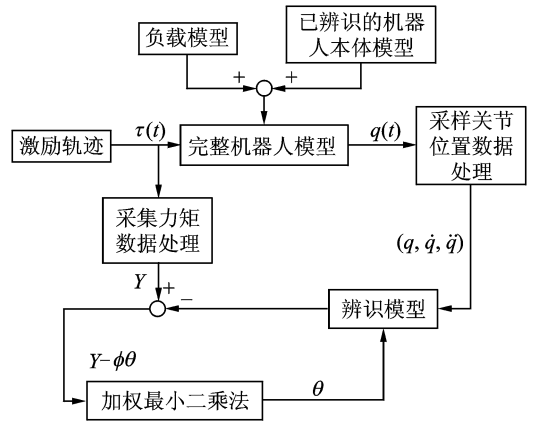 负载模型
已辨识的机器
人本体模型
+
+
激励轨迹
τ(t)
完整机器人模型
q(t)
采样关节
位置数据
处理
采集力矩
数据处理
(q, q̇, q̈)
Y
+
−
辨识模型
Y−ϕθ
加权最小二乘法
θ